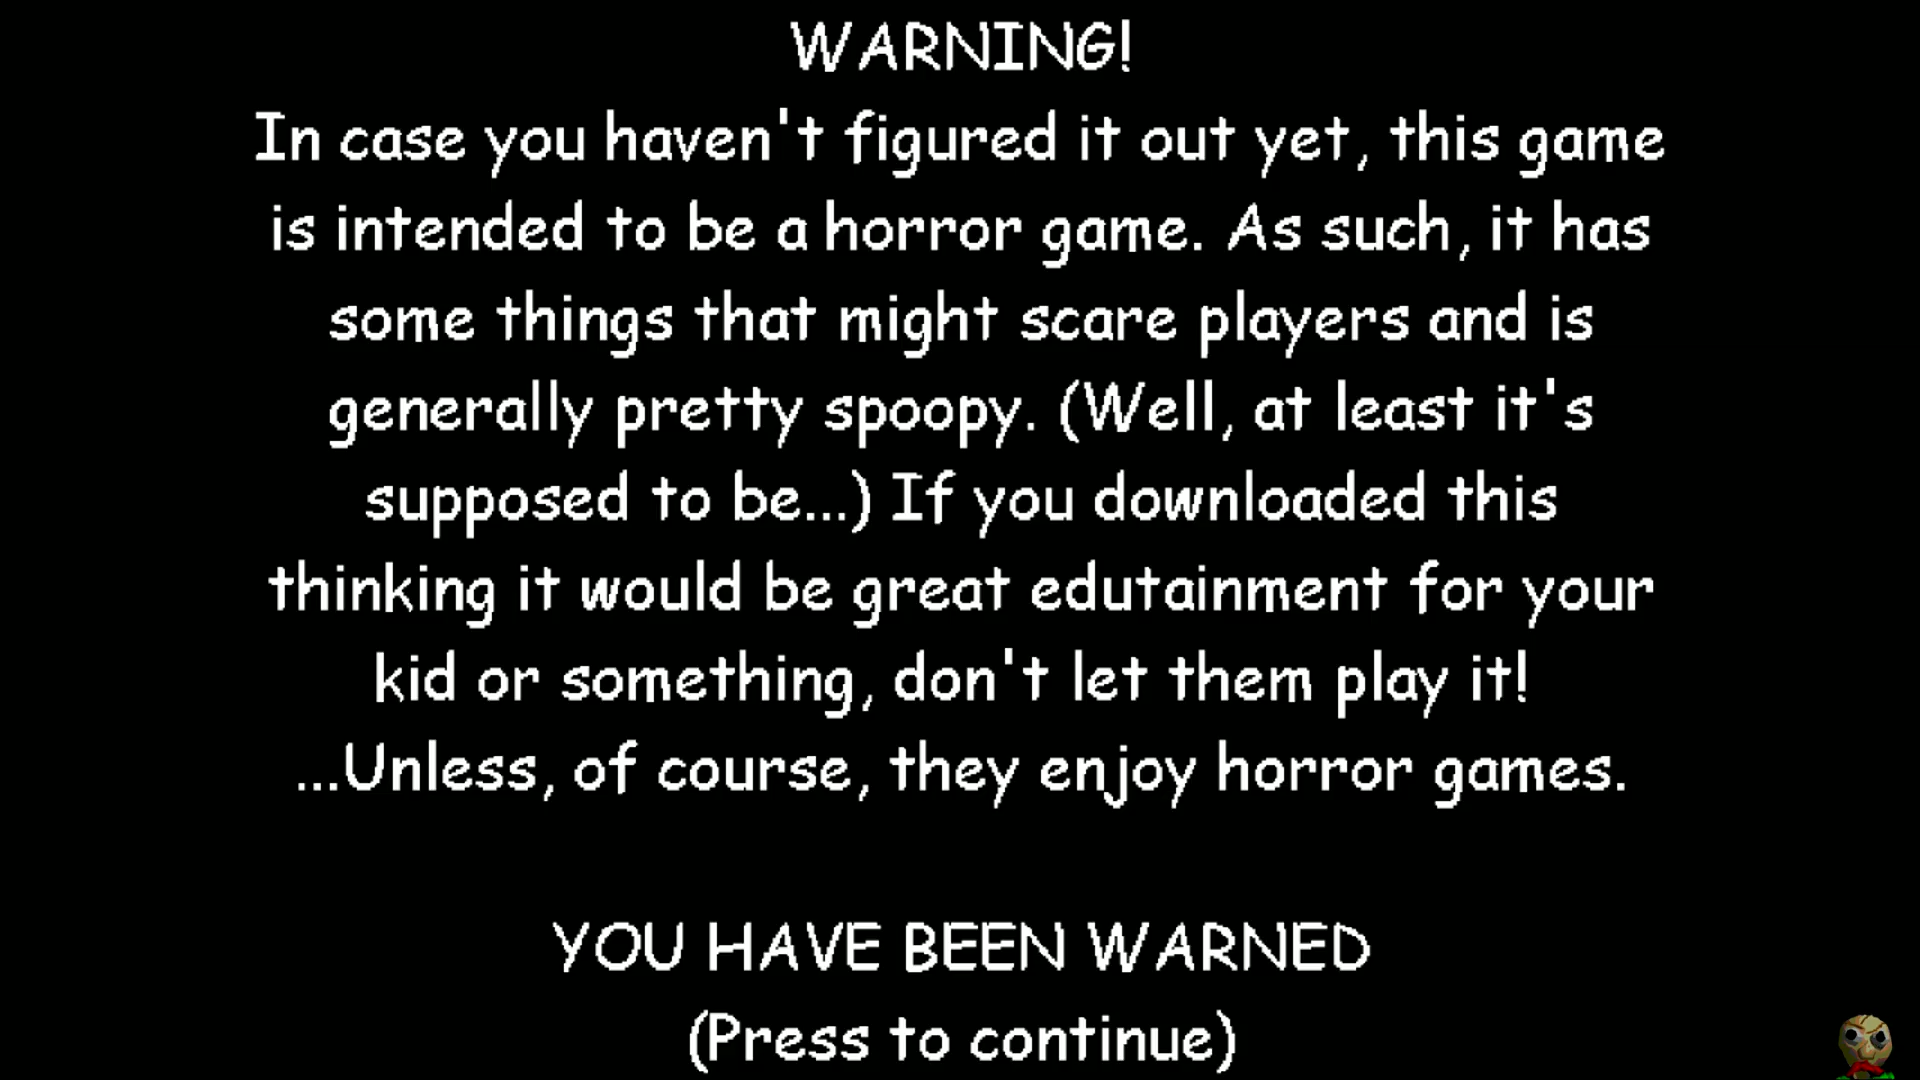 WARNING!
In case you haven't figured it out yet, this game
is intended to be a horror game. As such, it has
some things that might scare players and is
generally pretty spoopy. (Well, at least it's
supposed to be...) If you downloaded this
thinking it would be great edutainment for your
kid or something, don't let them play it!
...Unless, of course, they enjoy horror games.
YOU HAVE BEEN WARNED
(Press to continue)